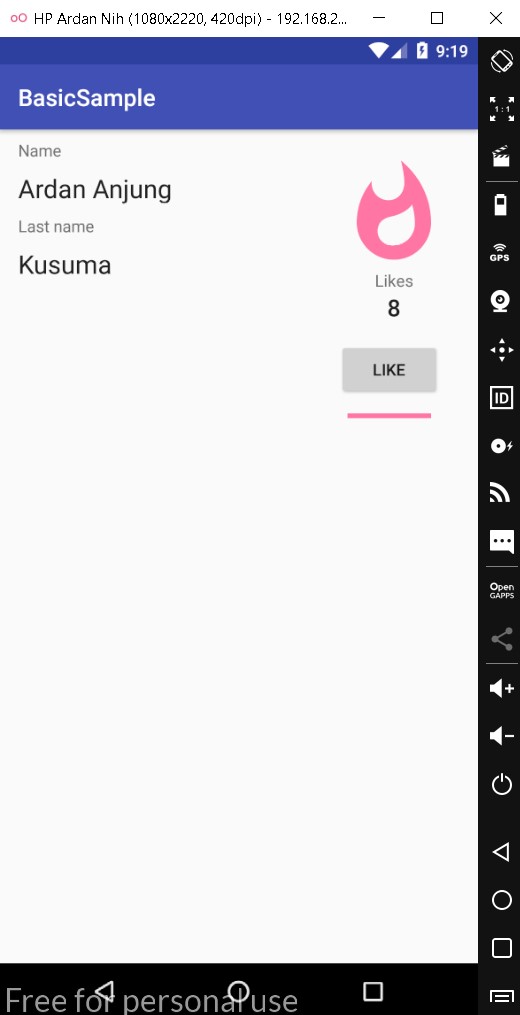 HP Ardan Nih (1080x2220, 420dpi) - 192.168.2...
9:19
BasicSample
Name
Ardan Anjung
Last name
Kusuma
Likes
8
LIKE
1:1
GPS
ID
Open
GAPPS
Free for personal use